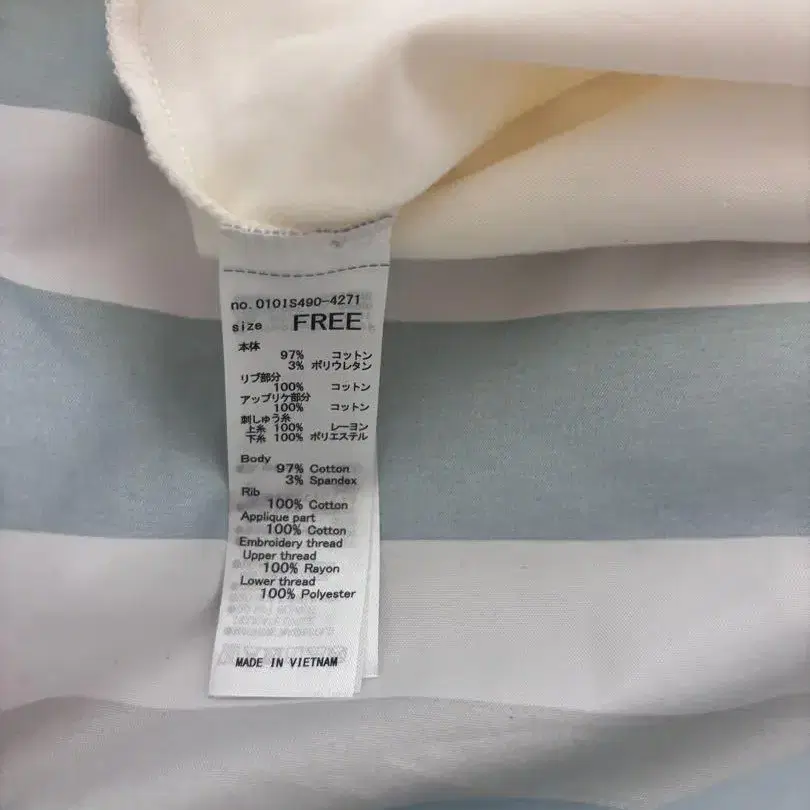 no.0101S490-4271
size FREE
本体
97% コットン
3% ポリウレタン
リブ部分
100% コットン
アップリケ部分
100% コットン
刺しゅう糸
上糸 100% レーヨン
下糸 100% ポリエステル
Body
97% Cotton
3% Spandex
Rib
100% Cotton
Applique part
100% Cotton
Embroidery thread
Upper thread
100% Rayon
Lower thread
100% Polyester
MADE IN VIETNAM